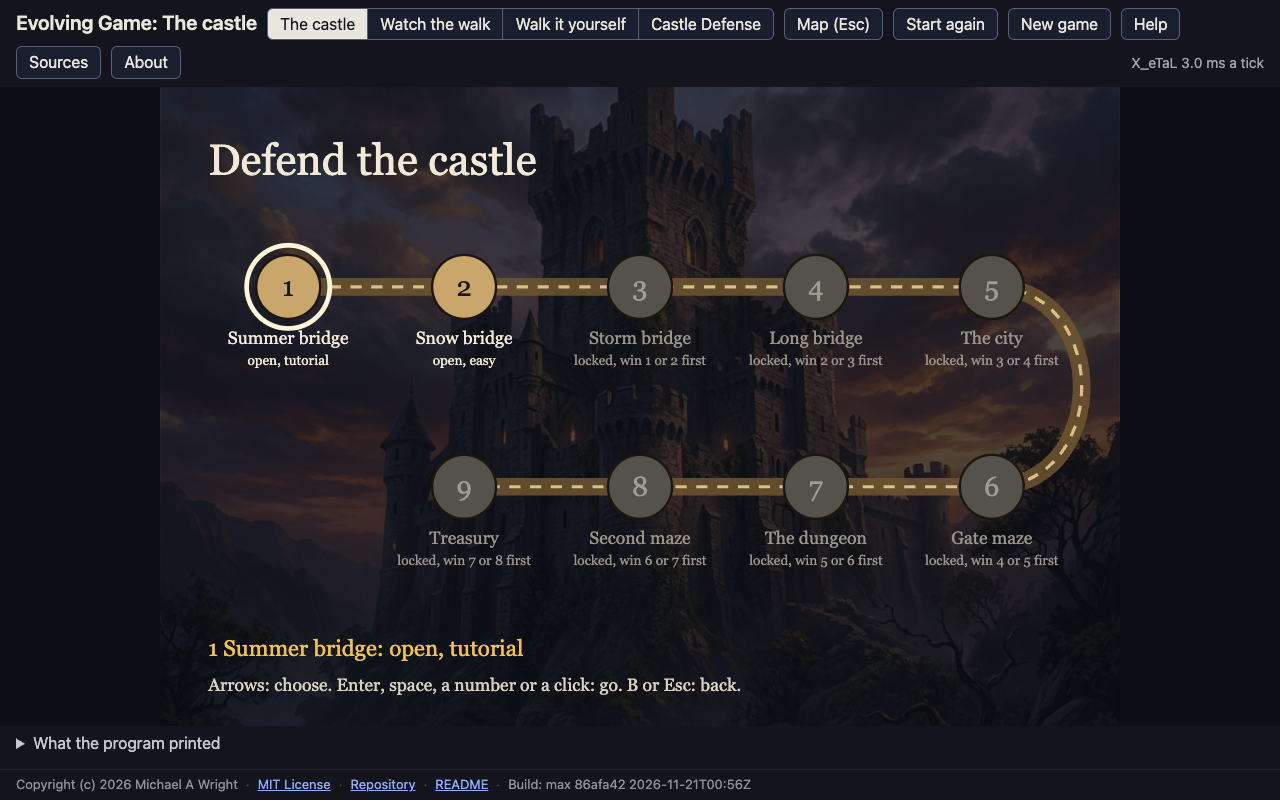 Evolving Game: The castle The castle Watch the walk Walk it yourself Castle Defense Map (Esc) Start again New game Help
Sources About X_eTaL 3.0 ms a tick
Defend the castle
1 2 3 4 5
Summer bridge Snow bridge Storm bridge Long bridge The city
open, tutorial open, easy locked, win 1 or 2 first locked, win 2 or 3 first locked, win 3 or 4 first
9 8 7 6
Treasury Second maze The dungeon Gate maze
locked, win 7 or 8 first locked, win 6 or 7 first locked, win 5 or 6 first locked, win 4 or 5 first
1 Summer bridge: open, tutorial
Arrows: choose. Enter, space, a number or a click: go. B or Esc: back.
▶ What the program printed
Copyright (c) 2026 Michael A Wright · MIT License · Repository · README · Build: max 86afa42 2026-11-21T00:56Z